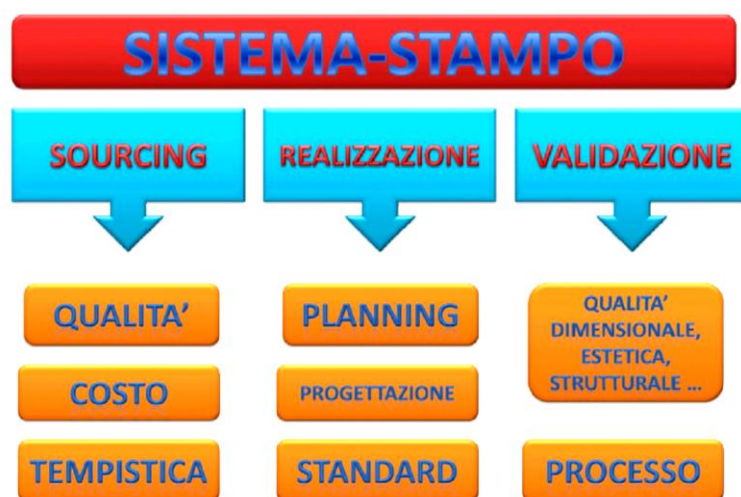 SISTEMA-STAMPO
SOURCING
REALIZZAZIONE
VALIDAZIONE
QUALITA’
PLANNING
QUALITA’
DIMENSIONALE,
ESTETICA,
STRUTTURALE ...
COSTO
PROGETTAZIONE
TEMPISTICA
STANDARD
PROCESSO